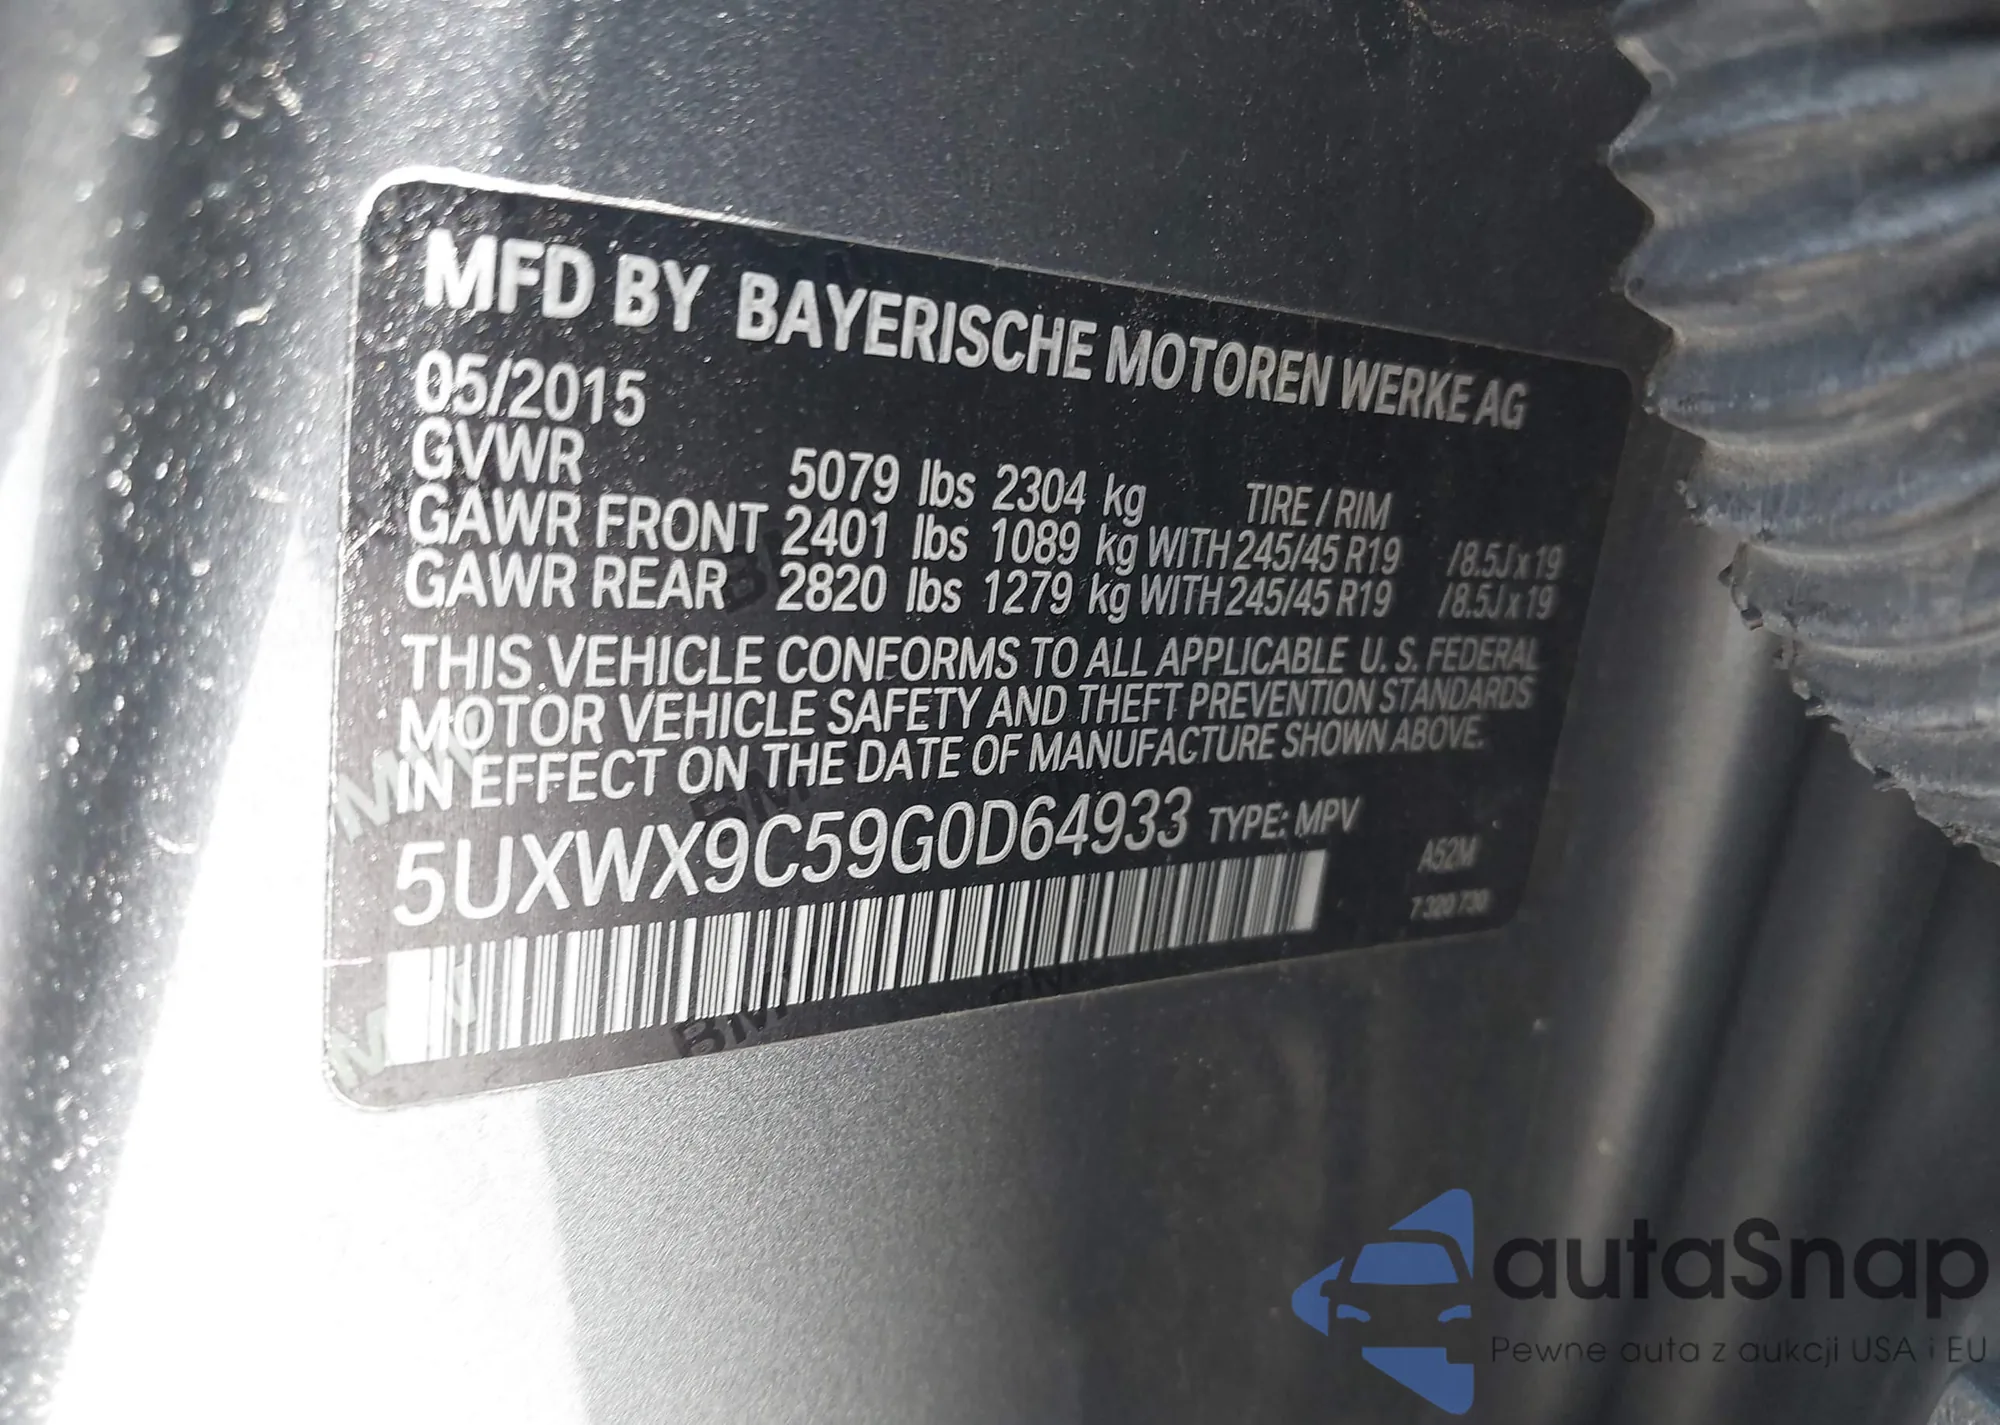 MFD BY BAYERISCHE MOTOREN WERKE AG
05/2015
GVWR 5079 lbs 2304 kg TIRE / RIM
GAWR FRONT 2401 lbs 1089 kg WITH 245/45 R19 /8.5J x 19
GAWR REAR 2820 lbs 1279 kg WITH 245/45 R19 /8.5J x 19
THIS VEHICLE CONFORMS TO ALL APPLICABLE U. S. FEDERAL
MOTOR VEHICLE SAFETY AND THEFT PREVENTION STANDARDS
IN EFFECT ON THE DATE OF MANUFACTURE SHOWN ABOVE.
5UXWX9C59G0D64933 TYPE: MPV
A52M
7 320 730
autaSnap
Pewne auta z aukcji USA i EU